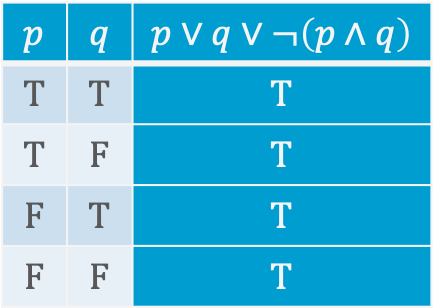 p q p ∨ q ∨ ¬(p ∧ q)
T T T
T F T
F T T
F F T